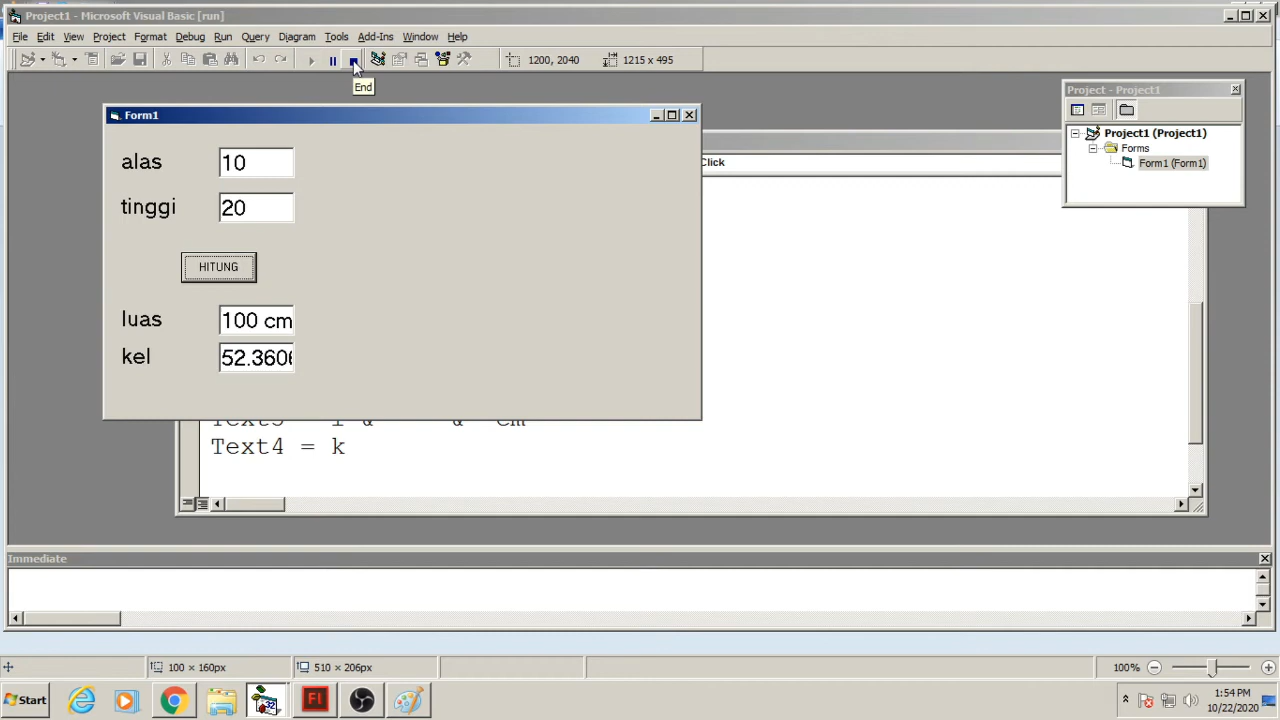 Project1 - Microsoft Visual Basic [run]
File Edit View Project Format Debug Run Query Diagram Tools Add-Ins Window Help
1200, 2040 1215 x 495
End
Project - Project1
Form1
Project1 (Project1)
Forms
Form1 (Form1)
Click
alas 10
tinggi 20
HITUNG
luas 100 cm
kel 52.3606
Text4 = k
Immediate
100 × 160px 510 × 206px 100%
Start
Fl
32
1:54 PM
10/22/2020